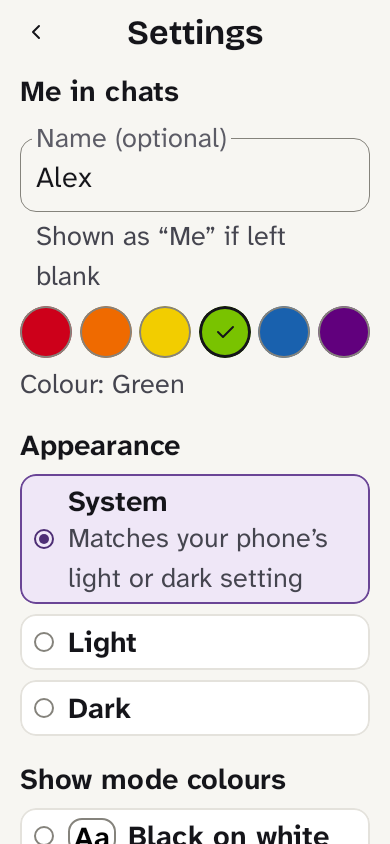 Settings
Me in chats
Name (optional)
Alex
Shown as “Me” if left
blank
Colour: Green
Appearance
System
Matches your phone’s
light or dark setting
Light
Dark
Show mode colours
Aa Black on white